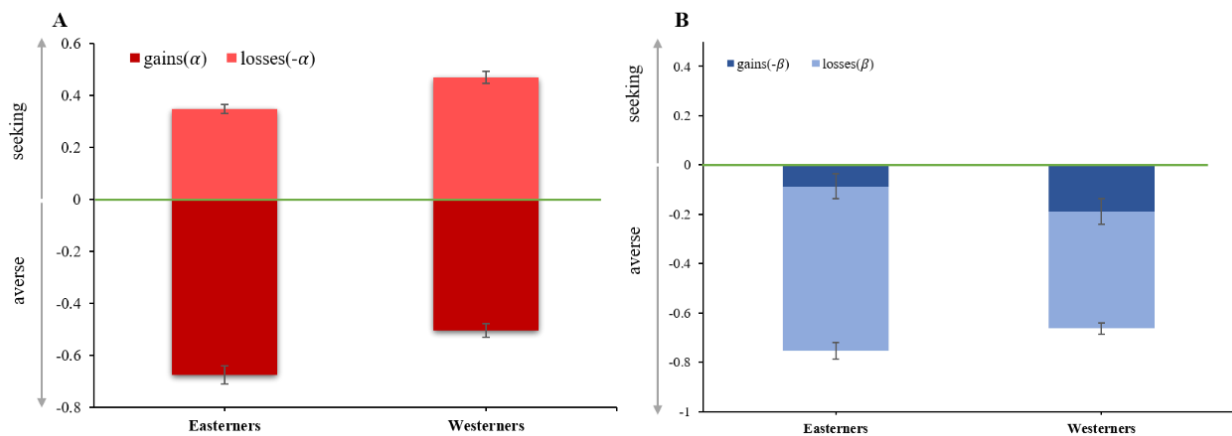 A
seeking
averse
0.6
0.4
0.2
0
-0.2
-0.4
-0.6
-0.8
gains(α) losses(-α)
Easterners Westerners
B
seeking
averse
0.4
0.2
0
-0.2
-0.4
-0.6
-0.8
-1
gains(-β) losses(β)
Easterners Westerners